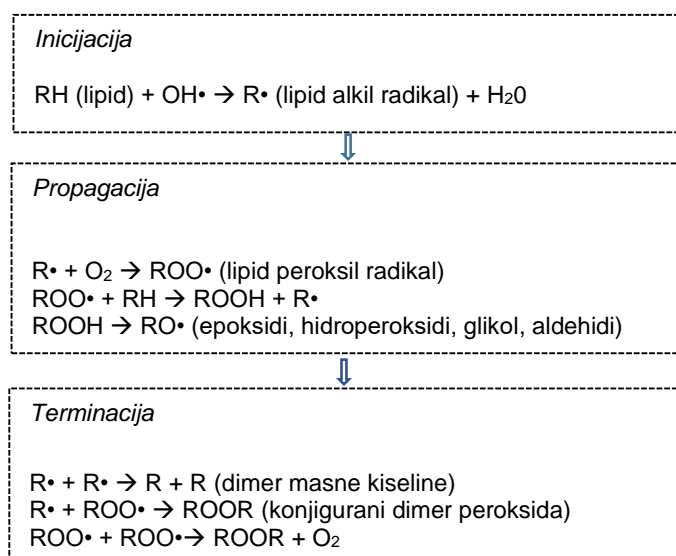 Inicijacija
RH (lipid) + OH• → R• (lipid alkil radikal) + H₂0
Propagacija
R• + O₂ → ROO• (lipid peroksil radikal)
ROO• + RH → ROOH + R•
ROOH → RO• (epoksidi, hidroperoksidi, glikol, aldehidi)
Terminacija
R• + R• → R + R (dimer masne kiseline)
R• + ROO• → ROOR (konjigurani dimer peroksida)
ROO• + ROO•→ ROOR + O₂